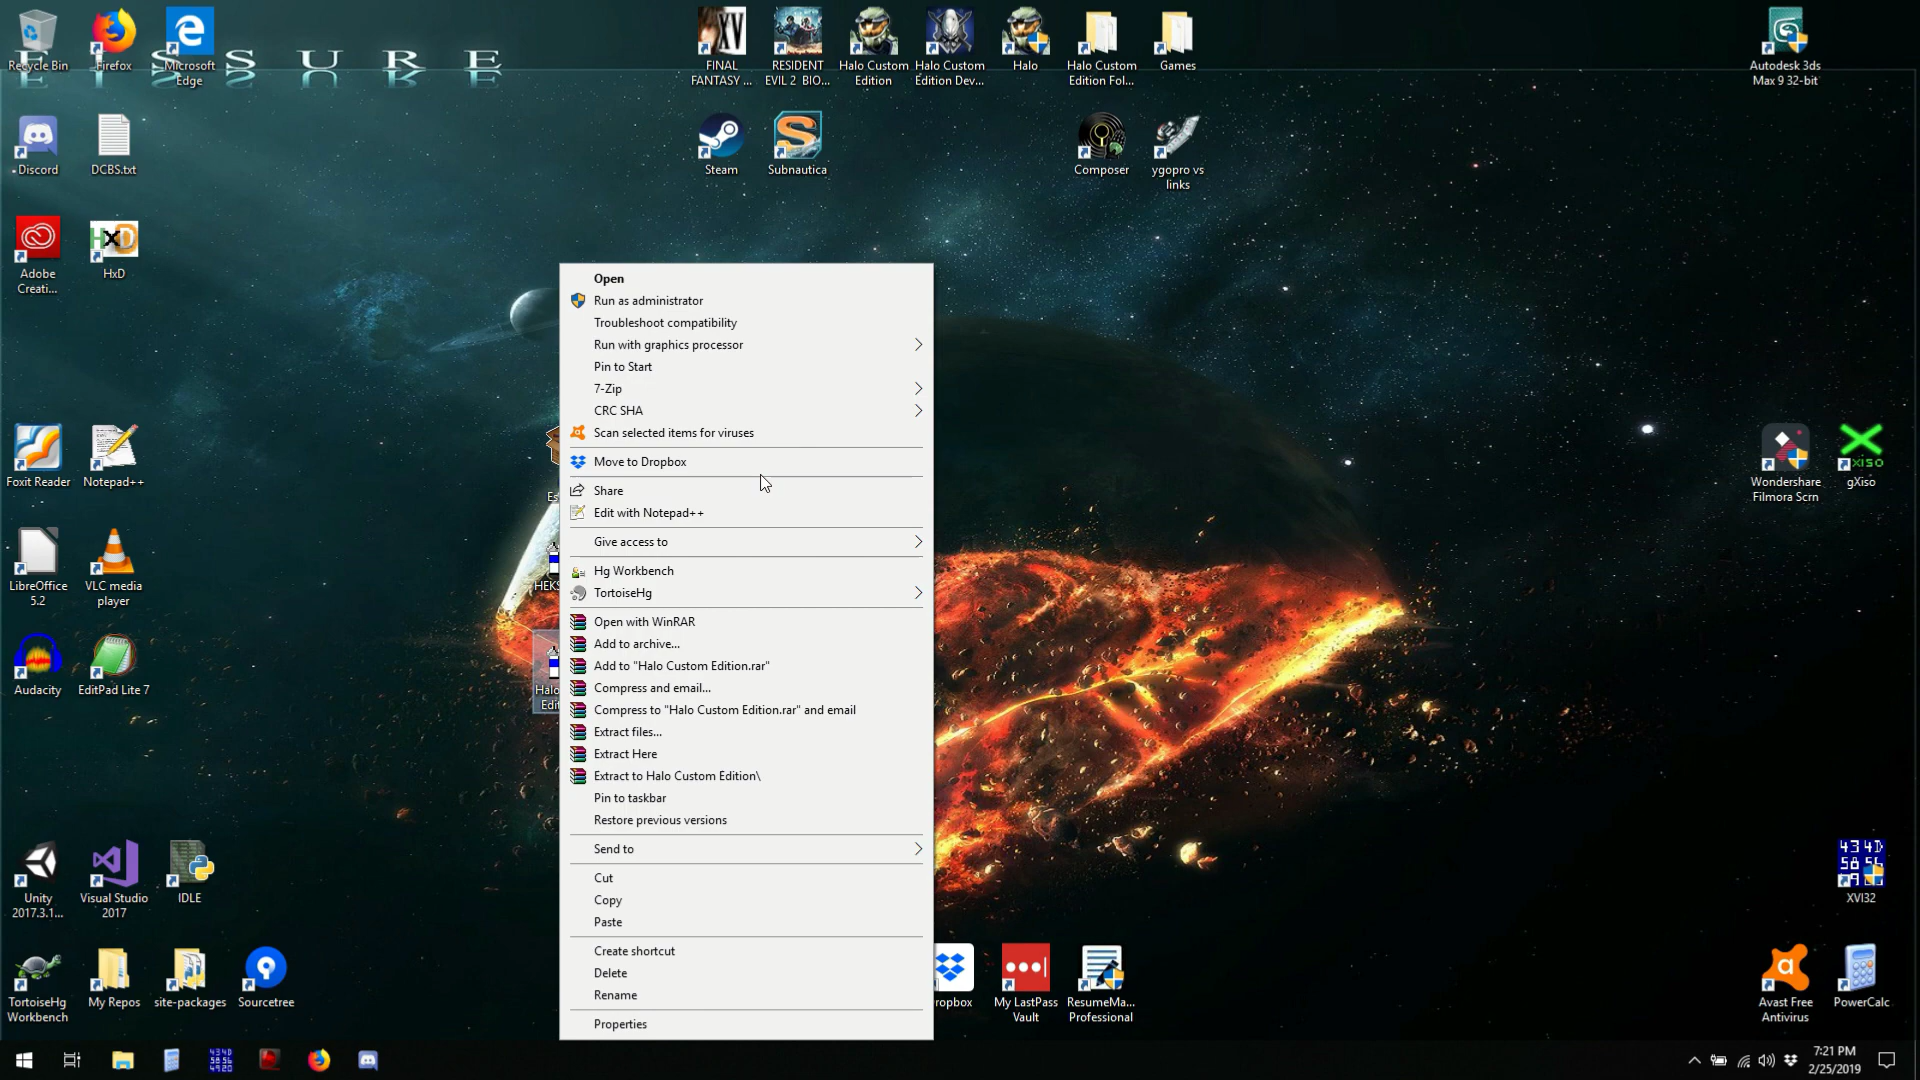 F I S S U R E
Recycle Bin
Firefox
Microsoft
Edge
FINAL
FANTASY ...
RESIDENT
EVIL 2 BIO...
Halo Custom
Edition
Halo Custom
Edition Dev...
Halo
Halo Custom
Edition Fol...
Games
Autodesk 3ds
Max 9 32-bit
Discord
DCBS.txt
Steam
Subnautica
Composer
ygopro vs
links
Adobe
Creati...
HxD
Open
Run as administrator
Troubleshoot compatibility
Run with graphics processor
Pin to Start
7-Zip
CRC SHA
Scan selected items for viruses
Move to Dropbox
Share
Edit with Notepad++
Give access to
Hg Workbench
TortoiseHg
Open with WinRAR
Add to archive...
Add to "Halo Custom Edition.rar"
Compress and email...
Compress to "Halo Custom Edition.rar" and email
Extract files...
Extract Here
Extract to Halo Custom Edition\
Pin to taskbar
Restore previous versions
Send to
Cut
Copy
Paste
Create shortcut
Delete
Rename
Properties
Foxit Reader
Notepad++
Es
Wondershare
Filmora Scrn
gXiso
LibreOffice
5.2
VLC media
player
HEKS
Audacity
EditPad Lite 7
Halo
Edit
Unity
2017.3.1...
Visual Studio
2017
IDLE
XVI32
TortoiseHg
Workbench
My Repos
site-packages
Sourcetree
ropbox
My LastPass
Vault
ResumeMa...
Professional
Avast Free
Antivirus
PowerCalc
7:21 PM
2/25/2019